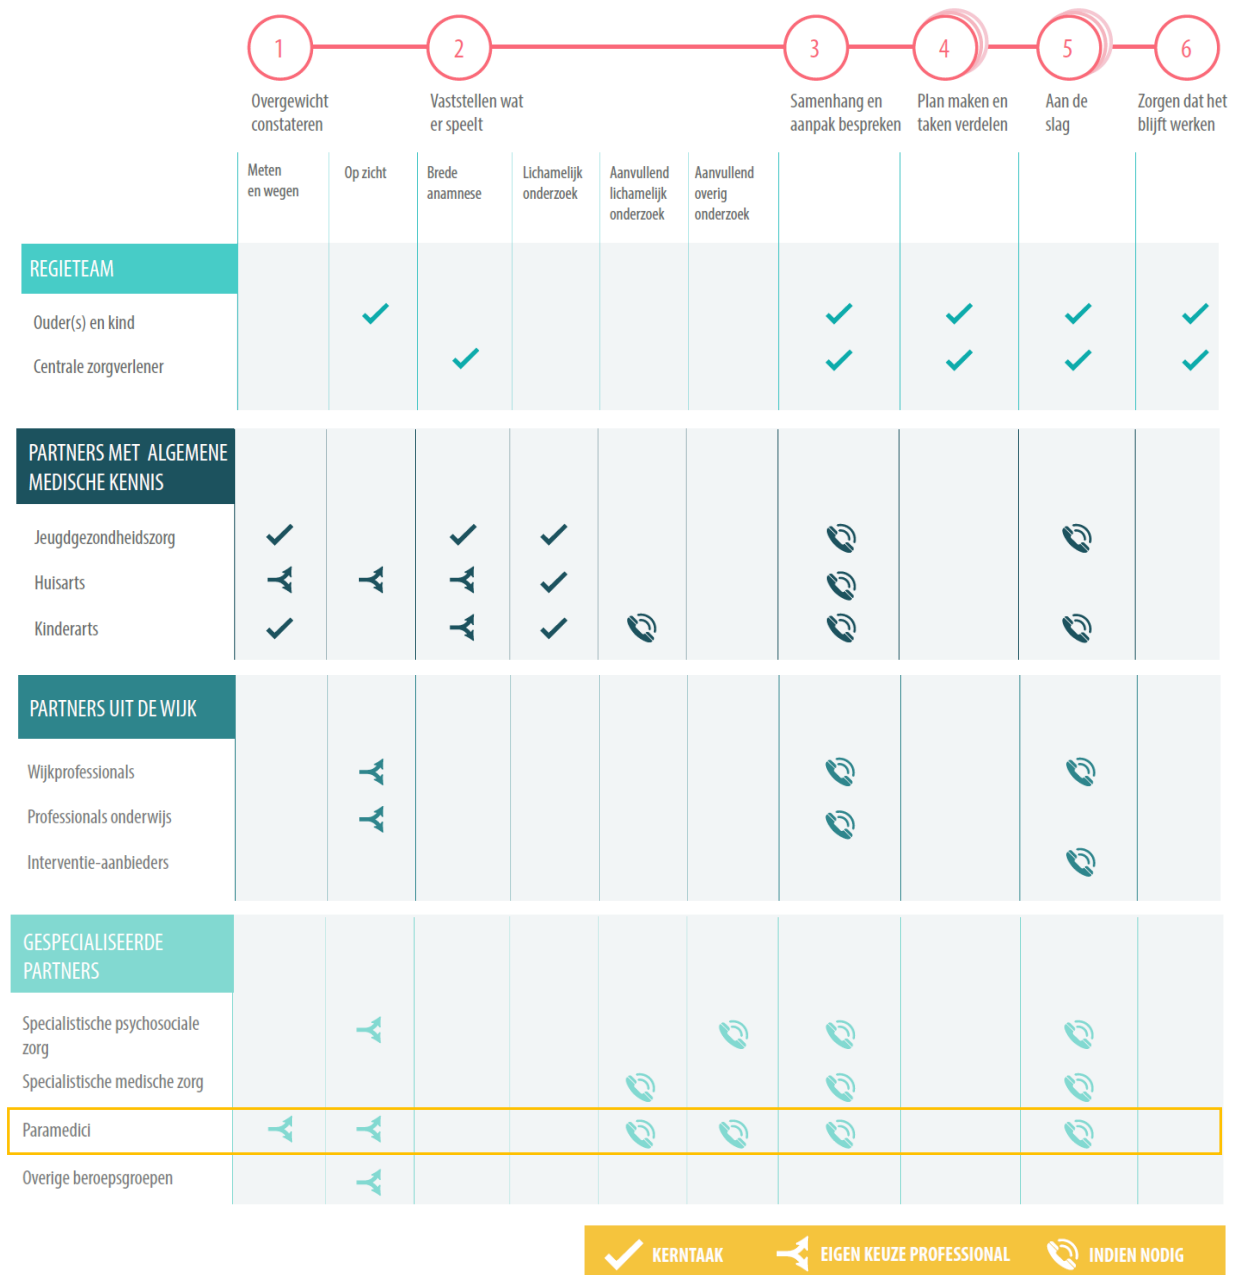 1
2
3
4
5
6
Overgewicht
constateren
Vaststellen wat
er speelt
Samenhang en
aanpak bespreken
Plan maken en
taken verdelen
Aan de
slag
Zorgen dat het
blijft werken
Meten
en wegen
Op zicht
Brede
anamnese
Lichamelijk
onderzoek
Aanvullend
lichamelijk
onderzoek
Aanvullend
overig
onderzoek
REGIETEAM
Ouder(s) en kind
Centrale zorgverlener
PARTNERS MET ALGEMENE
MEDISCHE KENNIS
Jeugdgezondheidszorg
Huisarts
Kinderarts
PARTNERS UIT DE WIJK
Wijkprofessionals
Professionals onderwijs
Interventie-aanbieders
GESPECIALISEERDE
PARTNERS
Specialistische psychosociale
zorg
Specialistische medische zorg
Paramedici
Overige beroepsgroepen
KERNTAAK
EIGEN KEUZE PROFESSIONAL
INDIEN NODIG